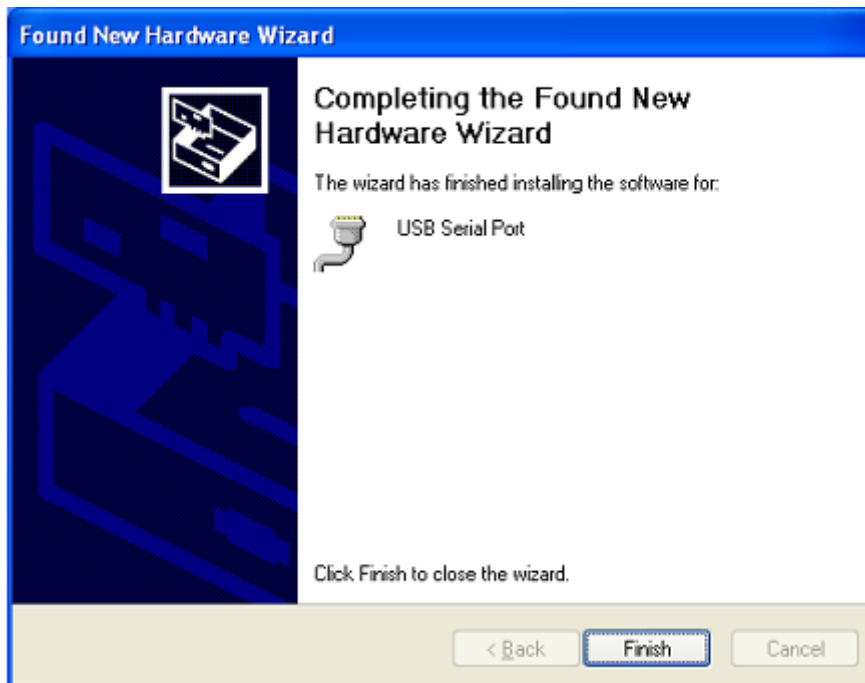 Found New Hardware Wizard
Completing the Found New
Hardware Wizard
The wizard has finished installing the software for:
USB Serial Port
Click Finish to close the wizard.
< Back
Finish
Cancel